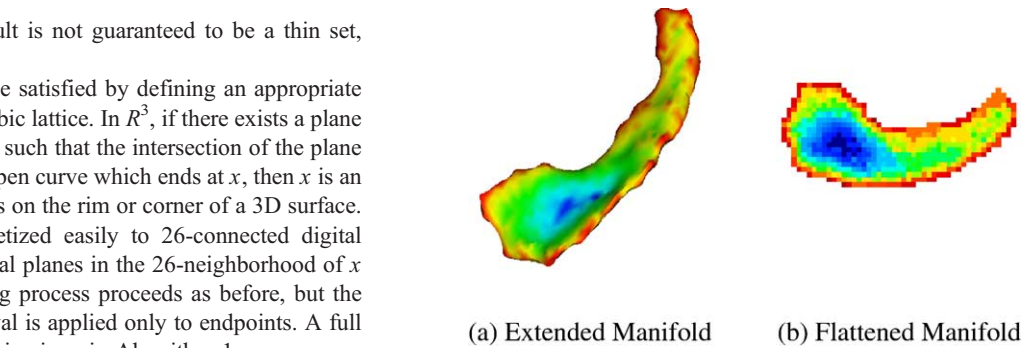 ult is not guaranteed to be a thin set,
e satisfied by defining an appropriate
bic lattice. In R³, if there exists a plane
such that the intersection of the plane
pen curve which ends at x, then x is an
s on the rim or corner of a 3D surface.
etized easily to 26-connected digital
al planes in the 26-neighborhood of x
g process proceeds as before, but the
val is applied only to endpoints. A full
(a) Extended Manifold
(b) Flattened Manifold